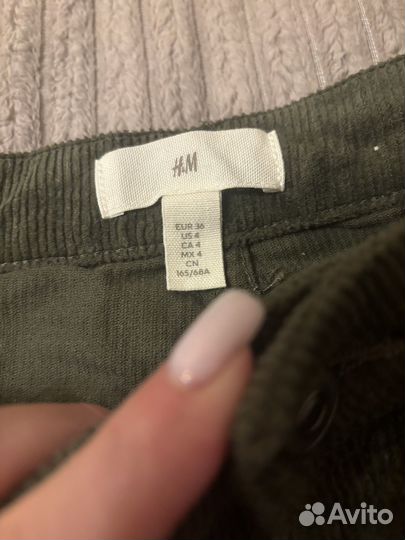 H&M
EUR 36
US 4
CA 4
MX 4
CN
165/68A
Avito